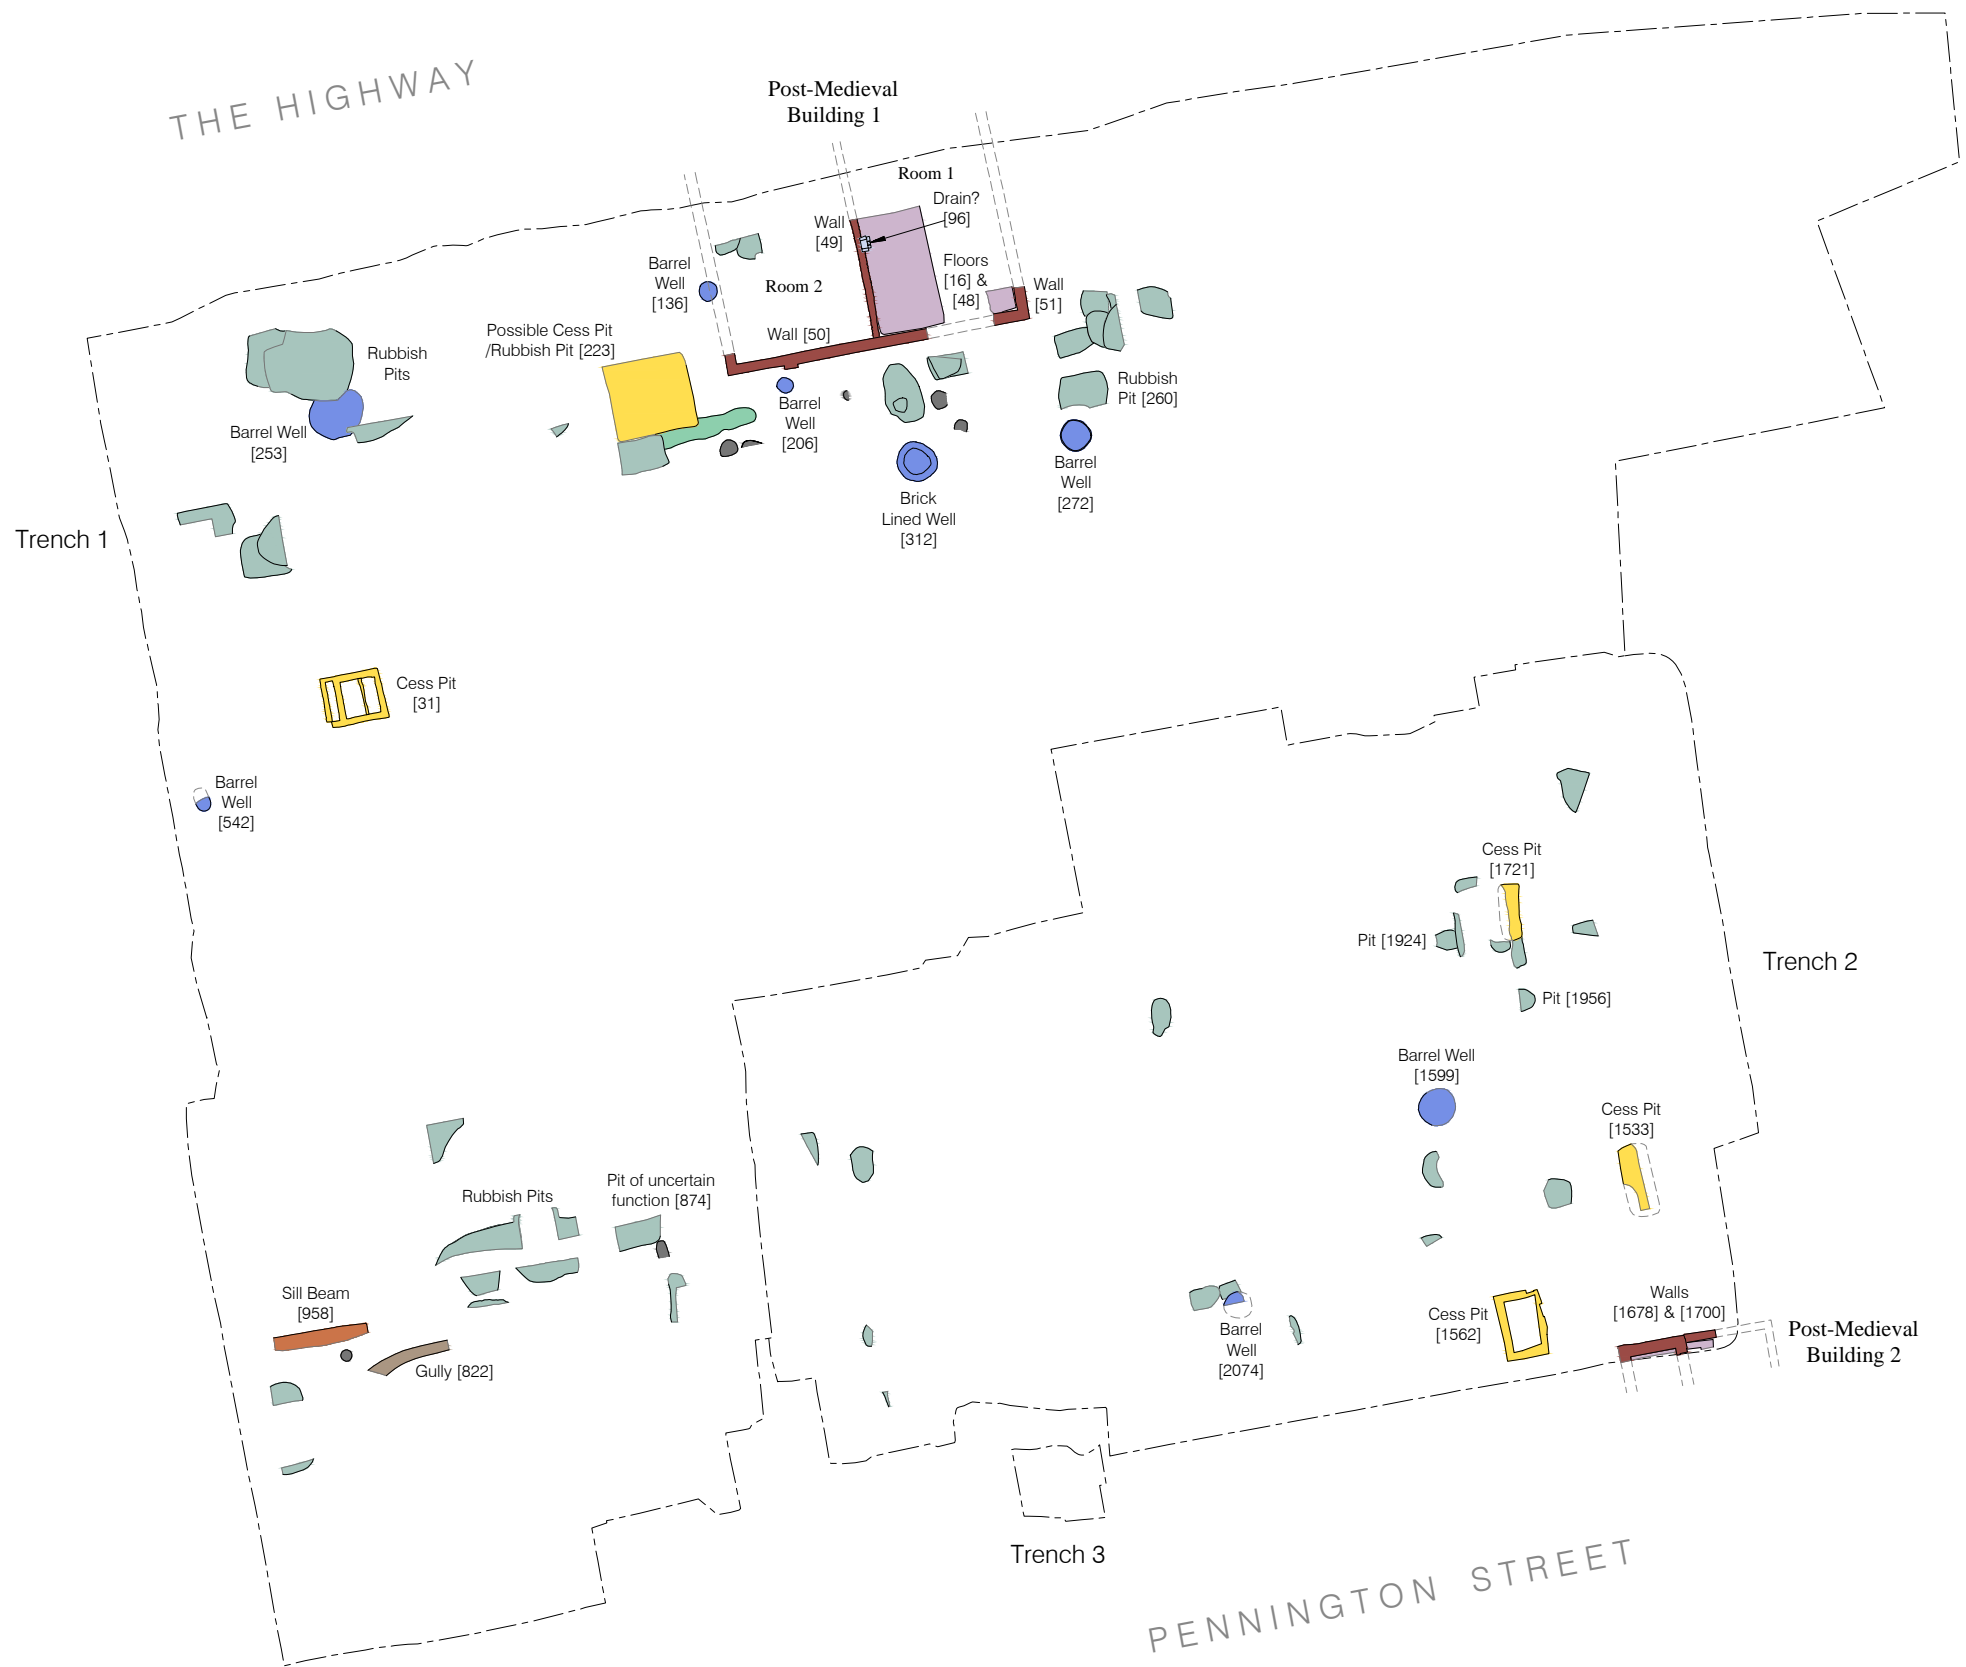 THE HIGHWAY
Post-Medieval
Building 1
Room 1
Drain?
[96]
Wall
[49]
Floors
[16] &
[48]
Wall
[51]
Barrel
Well
[136]
Room 2
Wall [50]
Possible Cess Pit
/Rubbish Pit [223]
Rubbish
Pits
Barrel Well
[253]
Barrel
Well
[206]
Rubbish
Pit [260]
Barrel
Well
[272]
Brick
Lined Well
[312]
Trench 1
Cess Pit
[31]
Barrel
Well
[542]
Cess Pit
[1721]
Pit [1924]
Trench 2
Pit [1956]
Barrel Well
[1599]
Cess Pit
[1533]
Rubbish Pits
Pit of uncertain
function [874]
Sill Beam
[958]
Gully [822]
Barrel
Well
[2074]
Cess Pit
[1562]
Walls
[1678] & [1700]
Post-Medieval
Building 2
Trench 3
PENNINGTON STREET